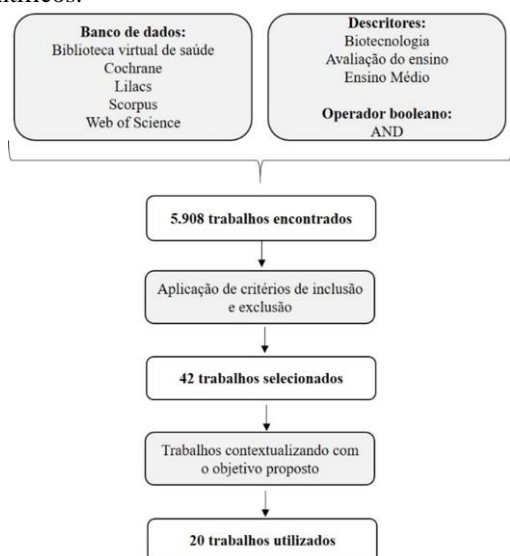 ntíficos.
Banco de dados:
Biblioteca virtual de saúde
Cochrane
Lilacs
Scorpus
Web of Science
Descritores:
Biotecnologia
Avaliação do ensino
Ensino Médio
Operador booleano:
AND
5.908 trabalhos encontrados
Aplicação de critérios de inclusão
e exclusão
42 trabalhos selecionados
Trabalhos contextualizando com
o objetivo proposto
20 trabalhos utilizados